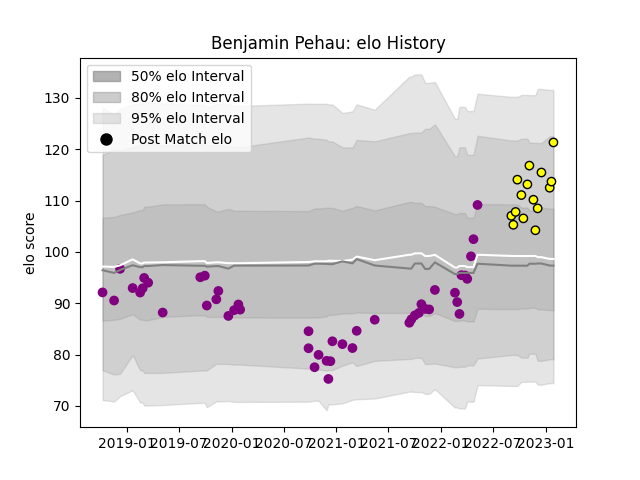 Benjamin Pehau: elo History
50% elo Interval
80% elo Interval
95% elo Interval
Post Match elo
elo score
130
120
110
100
90
80
70
2019-01 2019-07 2020-01 2020-07 2021-01 2021-07 2022-01 2022-07 2023-01